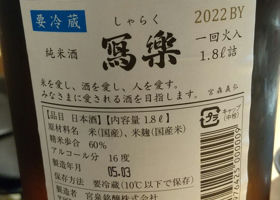 要冷蔵
しゃらく
2022BY
純米酒
寫樂
一回火入
1.8ℓ詰
米を愛し、酒を愛し、人を愛す。
みなさまに愛される酒を目指します。
宮森義弘
【品目】日本酒【内容量】1.8ℓ
原材料名 米(国産)、米麹(国産米)
精米歩合 60%
アルコール分 16度
製造年月 05.03
保存方法 要冷蔵(10℃以下で保存)
宮泉銘醸株式会社
キャップ(中栓)